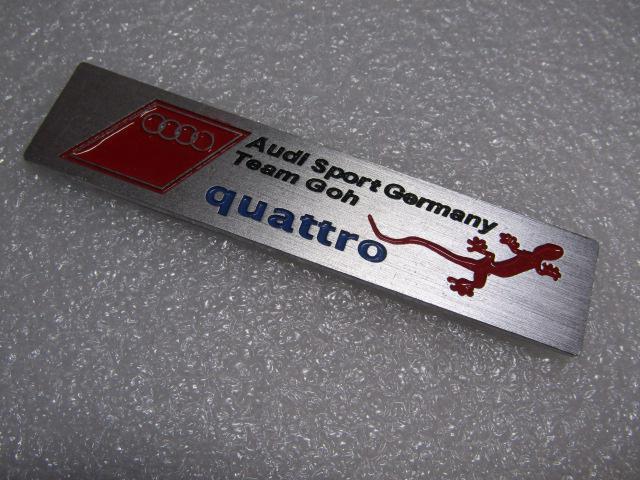 Audi Sport Germany
Team Goh
quattro